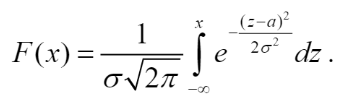 F(x) = \frac{1}{\sigma\sqrt{2\pi}} \int_{-\infty}^{x} e^{-\frac{(z-a)^2}{2\sigma^2}} dz .